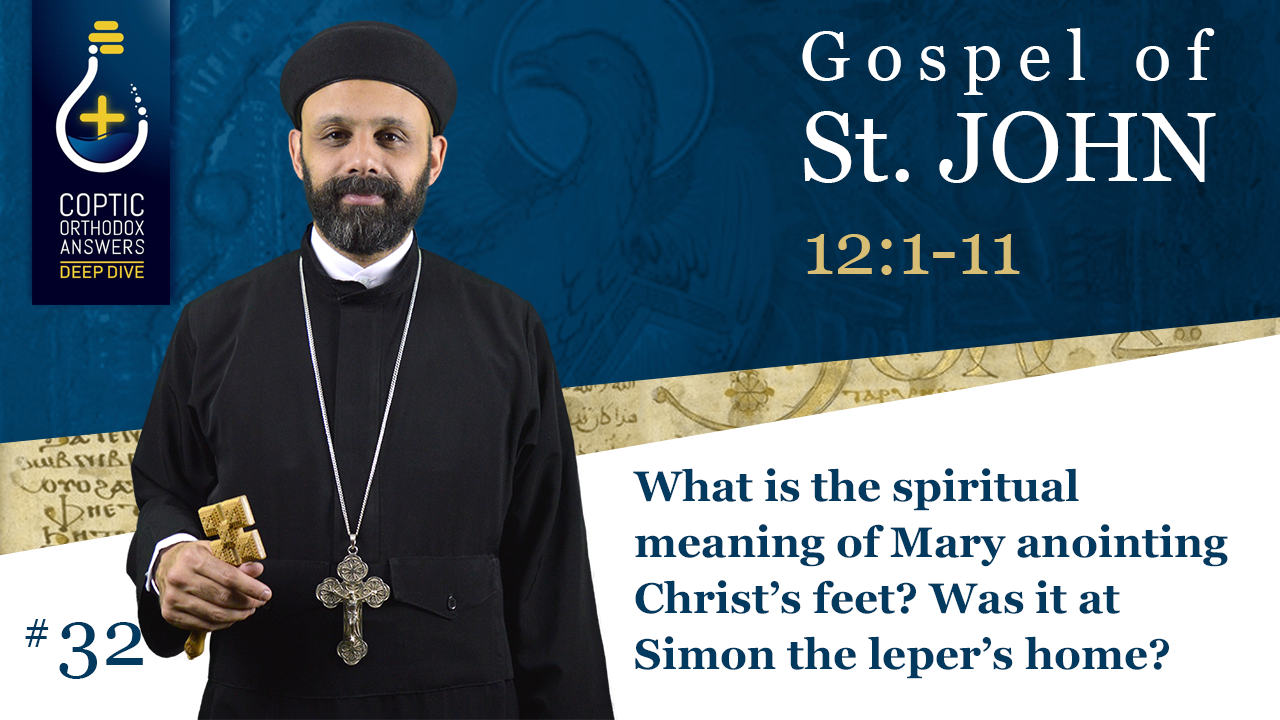 COPTIC
ORTHODOX
ANSWERS
DEEP DIVE
Gospel of
St. JOHN
12:1-11
What is the spiritual
meaning of Mary anointing
Christ’s feet? Was it at
Simon the leper’s home?
#32